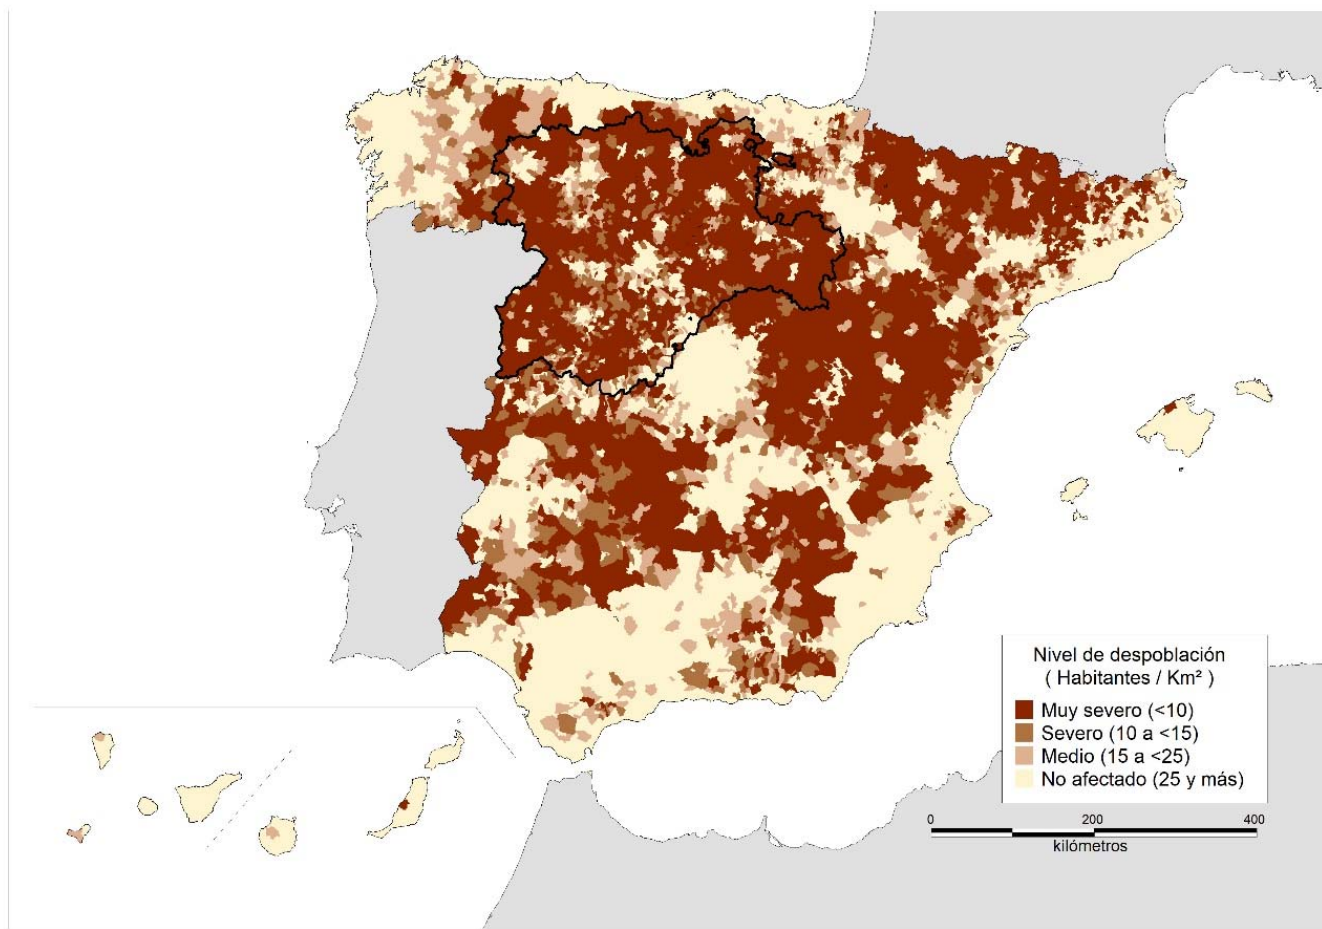 Nivel de despoblación
( Habitantes / Km² )
Muy severo (<10)
Severo (10 a <15)
Medio (15 a <25)
No afectado (25 y más)
0 200 400
kilómetros